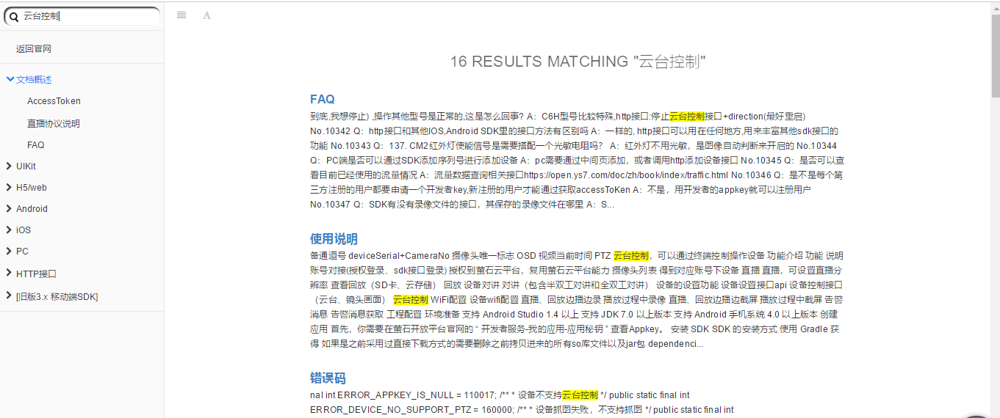 云台控制
返回官网
文档概述
AccessToken
直播协议说明
FAQ
UIKit
H5/web
Android
iOS
PC
HTTP接口
[旧版3.x 移动端SDK]
A
16 RESULTS MATCHING "云台控制"
FAQ
到底,我想停止) ,操作其他型号是正常的,这是怎么回事? A：C6H型号比较特殊,http接口:停止云台控制接口+direction(最好重启)
No.10342 Q：http接口和其他IOS,Android SDK里的接口方法有区别吗 A：一样的, http接口可以用在任何地方,用来丰富其他sdk接口的
功能 No.10343 Q：137. CM2红外灯使能信号是需要搭配一个光敏电阻吗？ A：红外灯不用光敏，是图像自动判断来开启的 No.10344
Q：PC端是否可以通过SDK添加序列号进行添加设备 A：pc需要通过中间页添加，或者调用http添加设备接口 No.10345 Q：是否可以查
看目前已经使用的流量情况 A：流量数据查询相关接口https://open.ys7.com/doc/zh/book/index/traffic.html No.10346 Q：是不是每个第
三方注册的用户都要申请一个开发者key,新注册的用户才能通过获取accessToKen A：不是，用开发者的appkey就可以注册用户
No.10347 Q：SDK有没有录像文件的接口，其保存的录像文件在哪里 A：S...
使用说明
备通道号 deviceSerial+CameraNo 摄像头唯一标志 OSD 视频当前时间 PTZ 云台控制，可以通过终端控制操作设备 功能介绍 功能 说明
账号对接(授权登录、sdk接口登录) 授权到萤石云平台，复用萤石云平台能力 摄像头列表 得到对应账号下设备 直播 直播，可设置直播分
辨率 查看回放（SD卡、云存储） 回放 设备对讲 对讲（包含半双工对讲和全双工对讲） 设备的设置功能 设备设置接口api 设备控制接口
（云台、镜头画面） 云台控制 WiFi配置 设备wifi配置 直播、回放边播边录 播放过程中录像 直播、回放边播边截屏 播放过程中截屏 告警
消息 告警消息获取 工程配置 环境准备 支持 Android Studio 1.4 以上 支持 JDK 7.0 以上版本 支持 Android 手机系统 4.0 以上版本 创建
应用 首先，你需要在萤石开放平台官网的 “ 开发者服务-我的应用-应用秘钥 ” 查看Appkey。 安装 SDK SDK 的安装方式 使用 Gradle 获
得 如果是之前采用过直接下载方式的需要删除之前拷贝进来的所有so库文件以及jar包 dependenci...
错误码
nal int ERROR_APPKEY_IS_NULL = 110017; /** * 设备不支持云台控制 */ public static final int
ERROR_DEVICE_NO_SUPPORT_PTZ = 160000; /** * 设备抓图失败，不支持抓图 */ public static final int